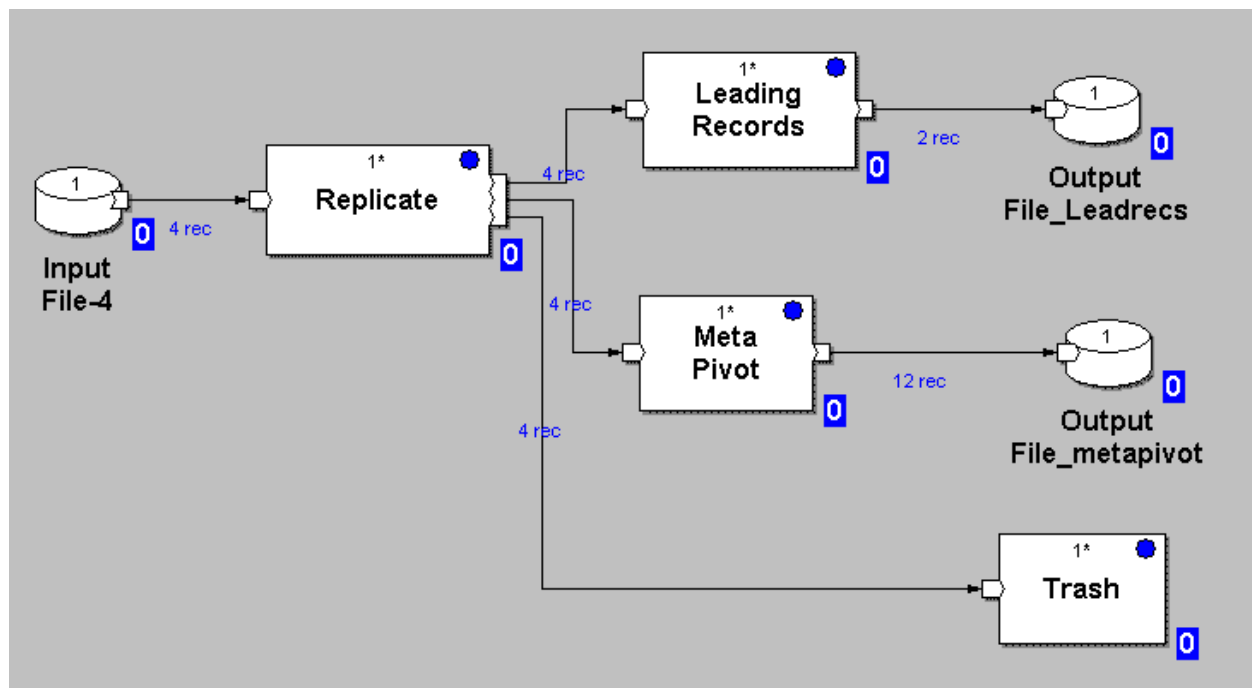 1
0
4 rec
Input
File-4
1*
Replicate
0
4 rec
1*
Leading
Records
0
2 rec
1
0
Output
File_Leadrecs
4 rec
1*
Meta
Pivot
0
12 rec
1
0
Output
File_metapivot
4 rec
1*
Trash
0